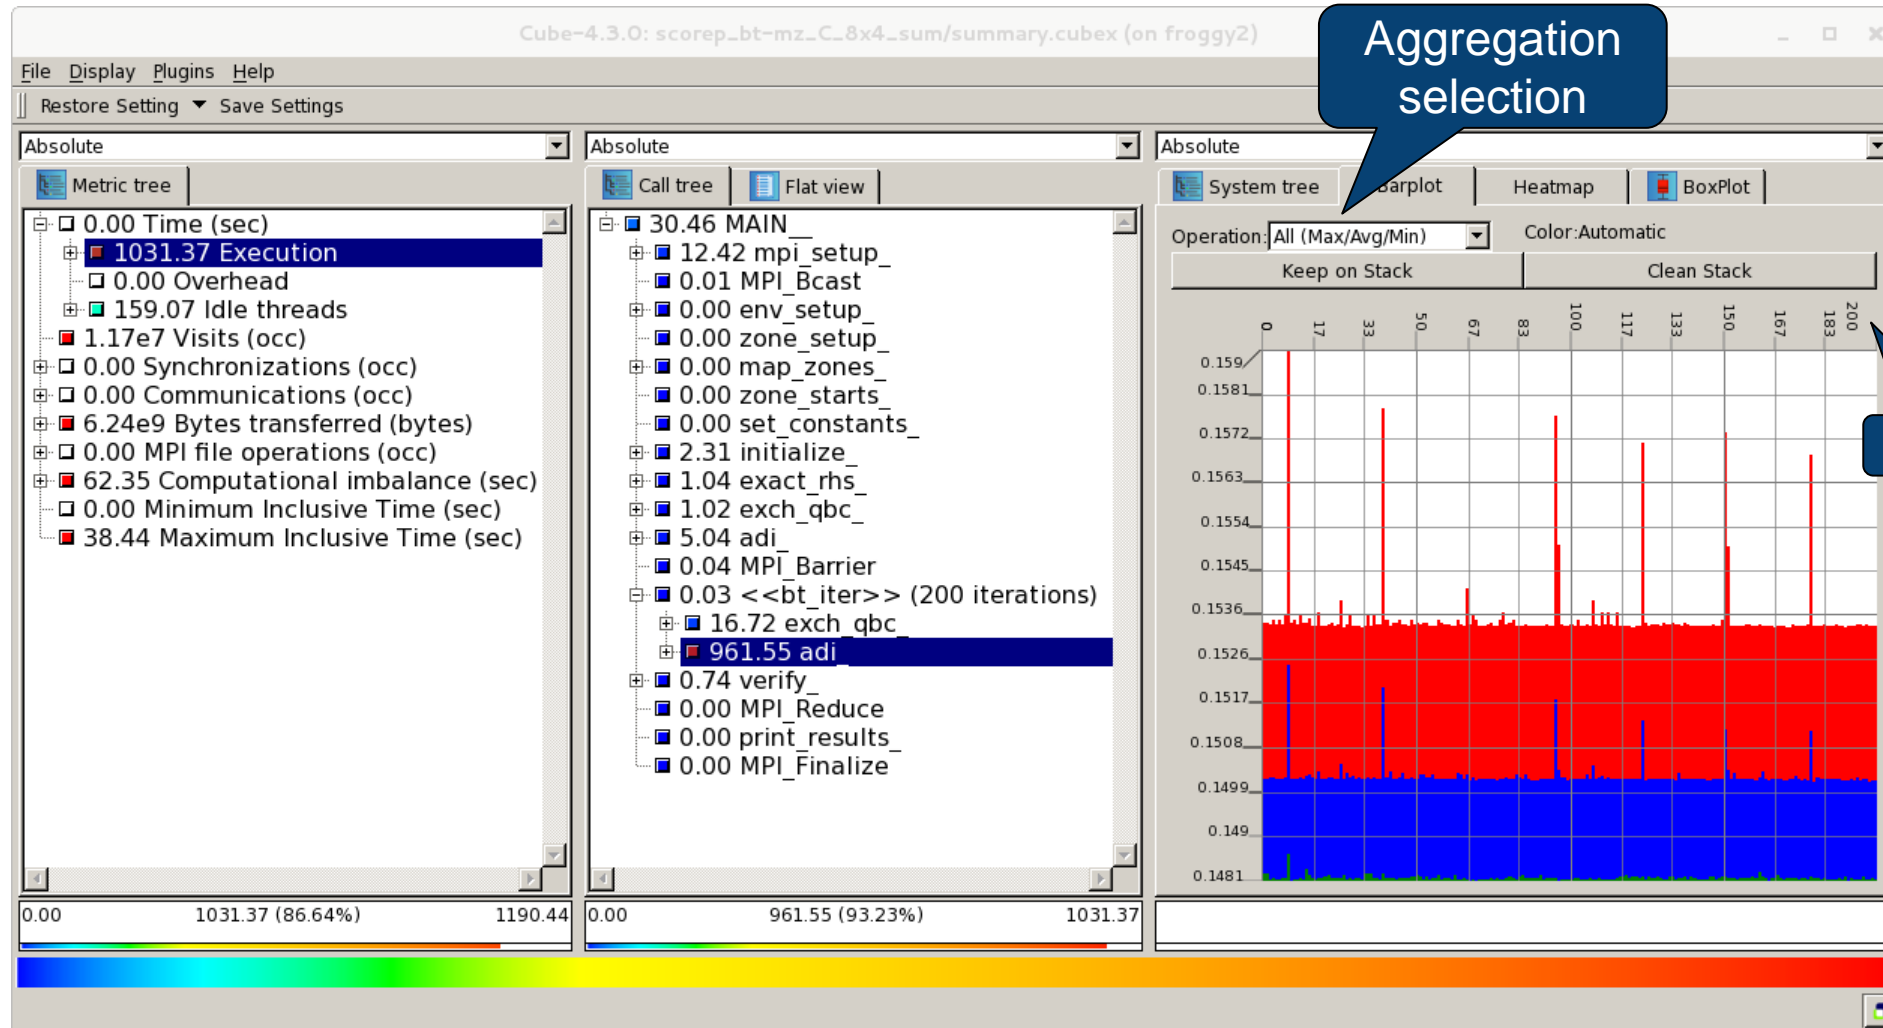 Cube-4.3.0: scorep_bt-mz_C_8x4_sum/summary.cubex (on froggy2)
Aggregation
selection
File Display Plugins Help
Restore Setting Save Settings
Absolute
Metric tree
0.00 Time (sec)
1031.37 Execution
0.00 Overhead
159.07 Idle threads
1.17e7 Visits (occ)
0.00 Synchronizations (occ)
0.00 Communications (occ)
6.24e9 Bytes transferred (bytes)
0.00 MPI file operations (occ)
62.35 Computational imbalance (sec)
0.00 Minimum Inclusive Time (sec)
38.44 Maximum Inclusive Time (sec)
0.00 1031.37 (86.64%) 1190.44
Absolute
Call tree Flat view
30.46 MAIN__
12.42 mpi_setup_
0.01 MPI_Bcast
0.00 env_setup_
0.00 zone_setup_
0.00 map_zones_
0.00 zone_starts_
0.00 set_constants_
2.31 initialize_
1.04 exact_rhs_
1.02 exch_qbc_
5.04 adi_
0.04 MPI_Barrier
0.03 <<bt_iter>> (200 iterations)
16.72 exch_qbc_
961.55 adi_
0.74 verify_
0.00 MPI_Reduce
0.00 print_results_
0.00 MPI_Finalize
0.00 961.55 (93.23%) 1031.37
Absolute
System tree Barplot Heatmap BoxPlot
Operation: All (Max/Avg/Min) Color:Automatic
Keep on Stack Clean Stack
0 17 33 50 67 83 100 117 133 150 167 183 200
0.159
0.1581
0.1572
0.1563
0.1554
0.1545
0.1536
0.1526
0.1517
0.1508
0.1499
0.149
0.1481